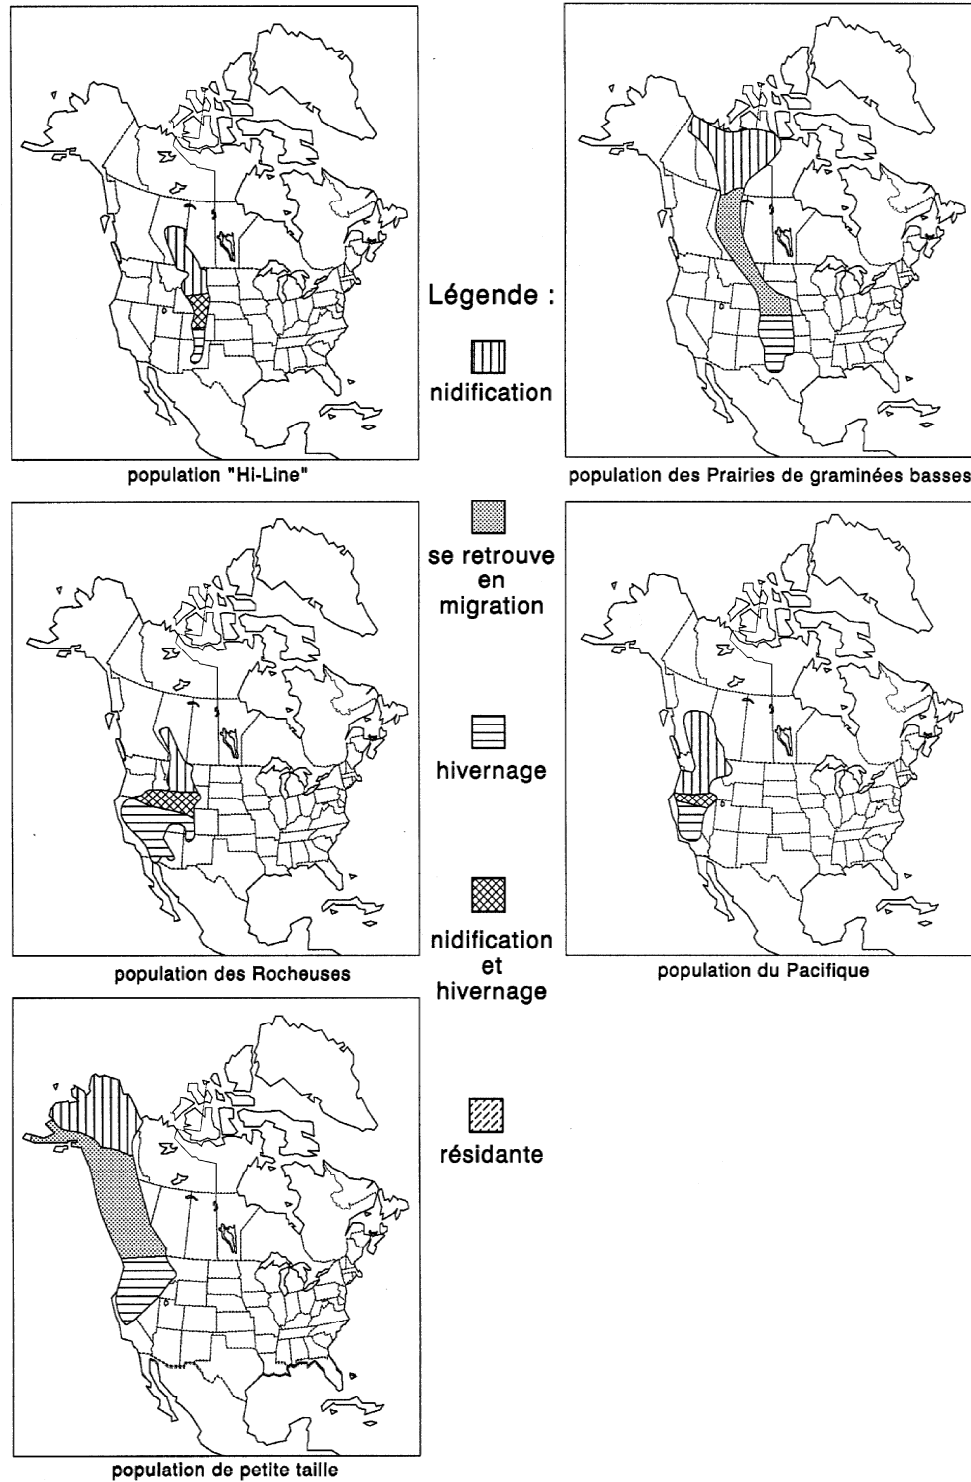 Légende :
nidification
population "Hi-Line"
population des Prairies de graminées basses
se retrouve
en
migration
hivernage
nidification
et
hivernage
population des Rocheuses
population du Pacifique
résidante
population de petite taille